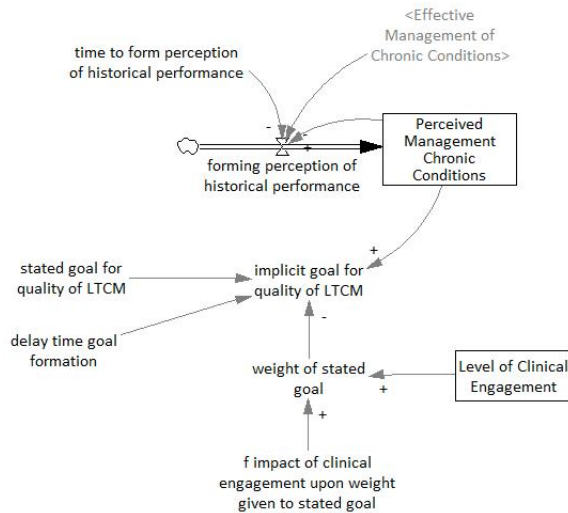 <Effective
Management of
Chronic Conditions>
time to form perception
of historical performance
-
-
+
Perceived
Management
Chronic
Conditions
forming perception of
historical performance
+
stated goal for
quality of LTCM
implicit goal for
quality of LTCM
delay time goal
formation
-
weight of stated
goal
Level of Clinical
Engagement
+
+
f impact of clinical
engagement upon weight
given to stated goal